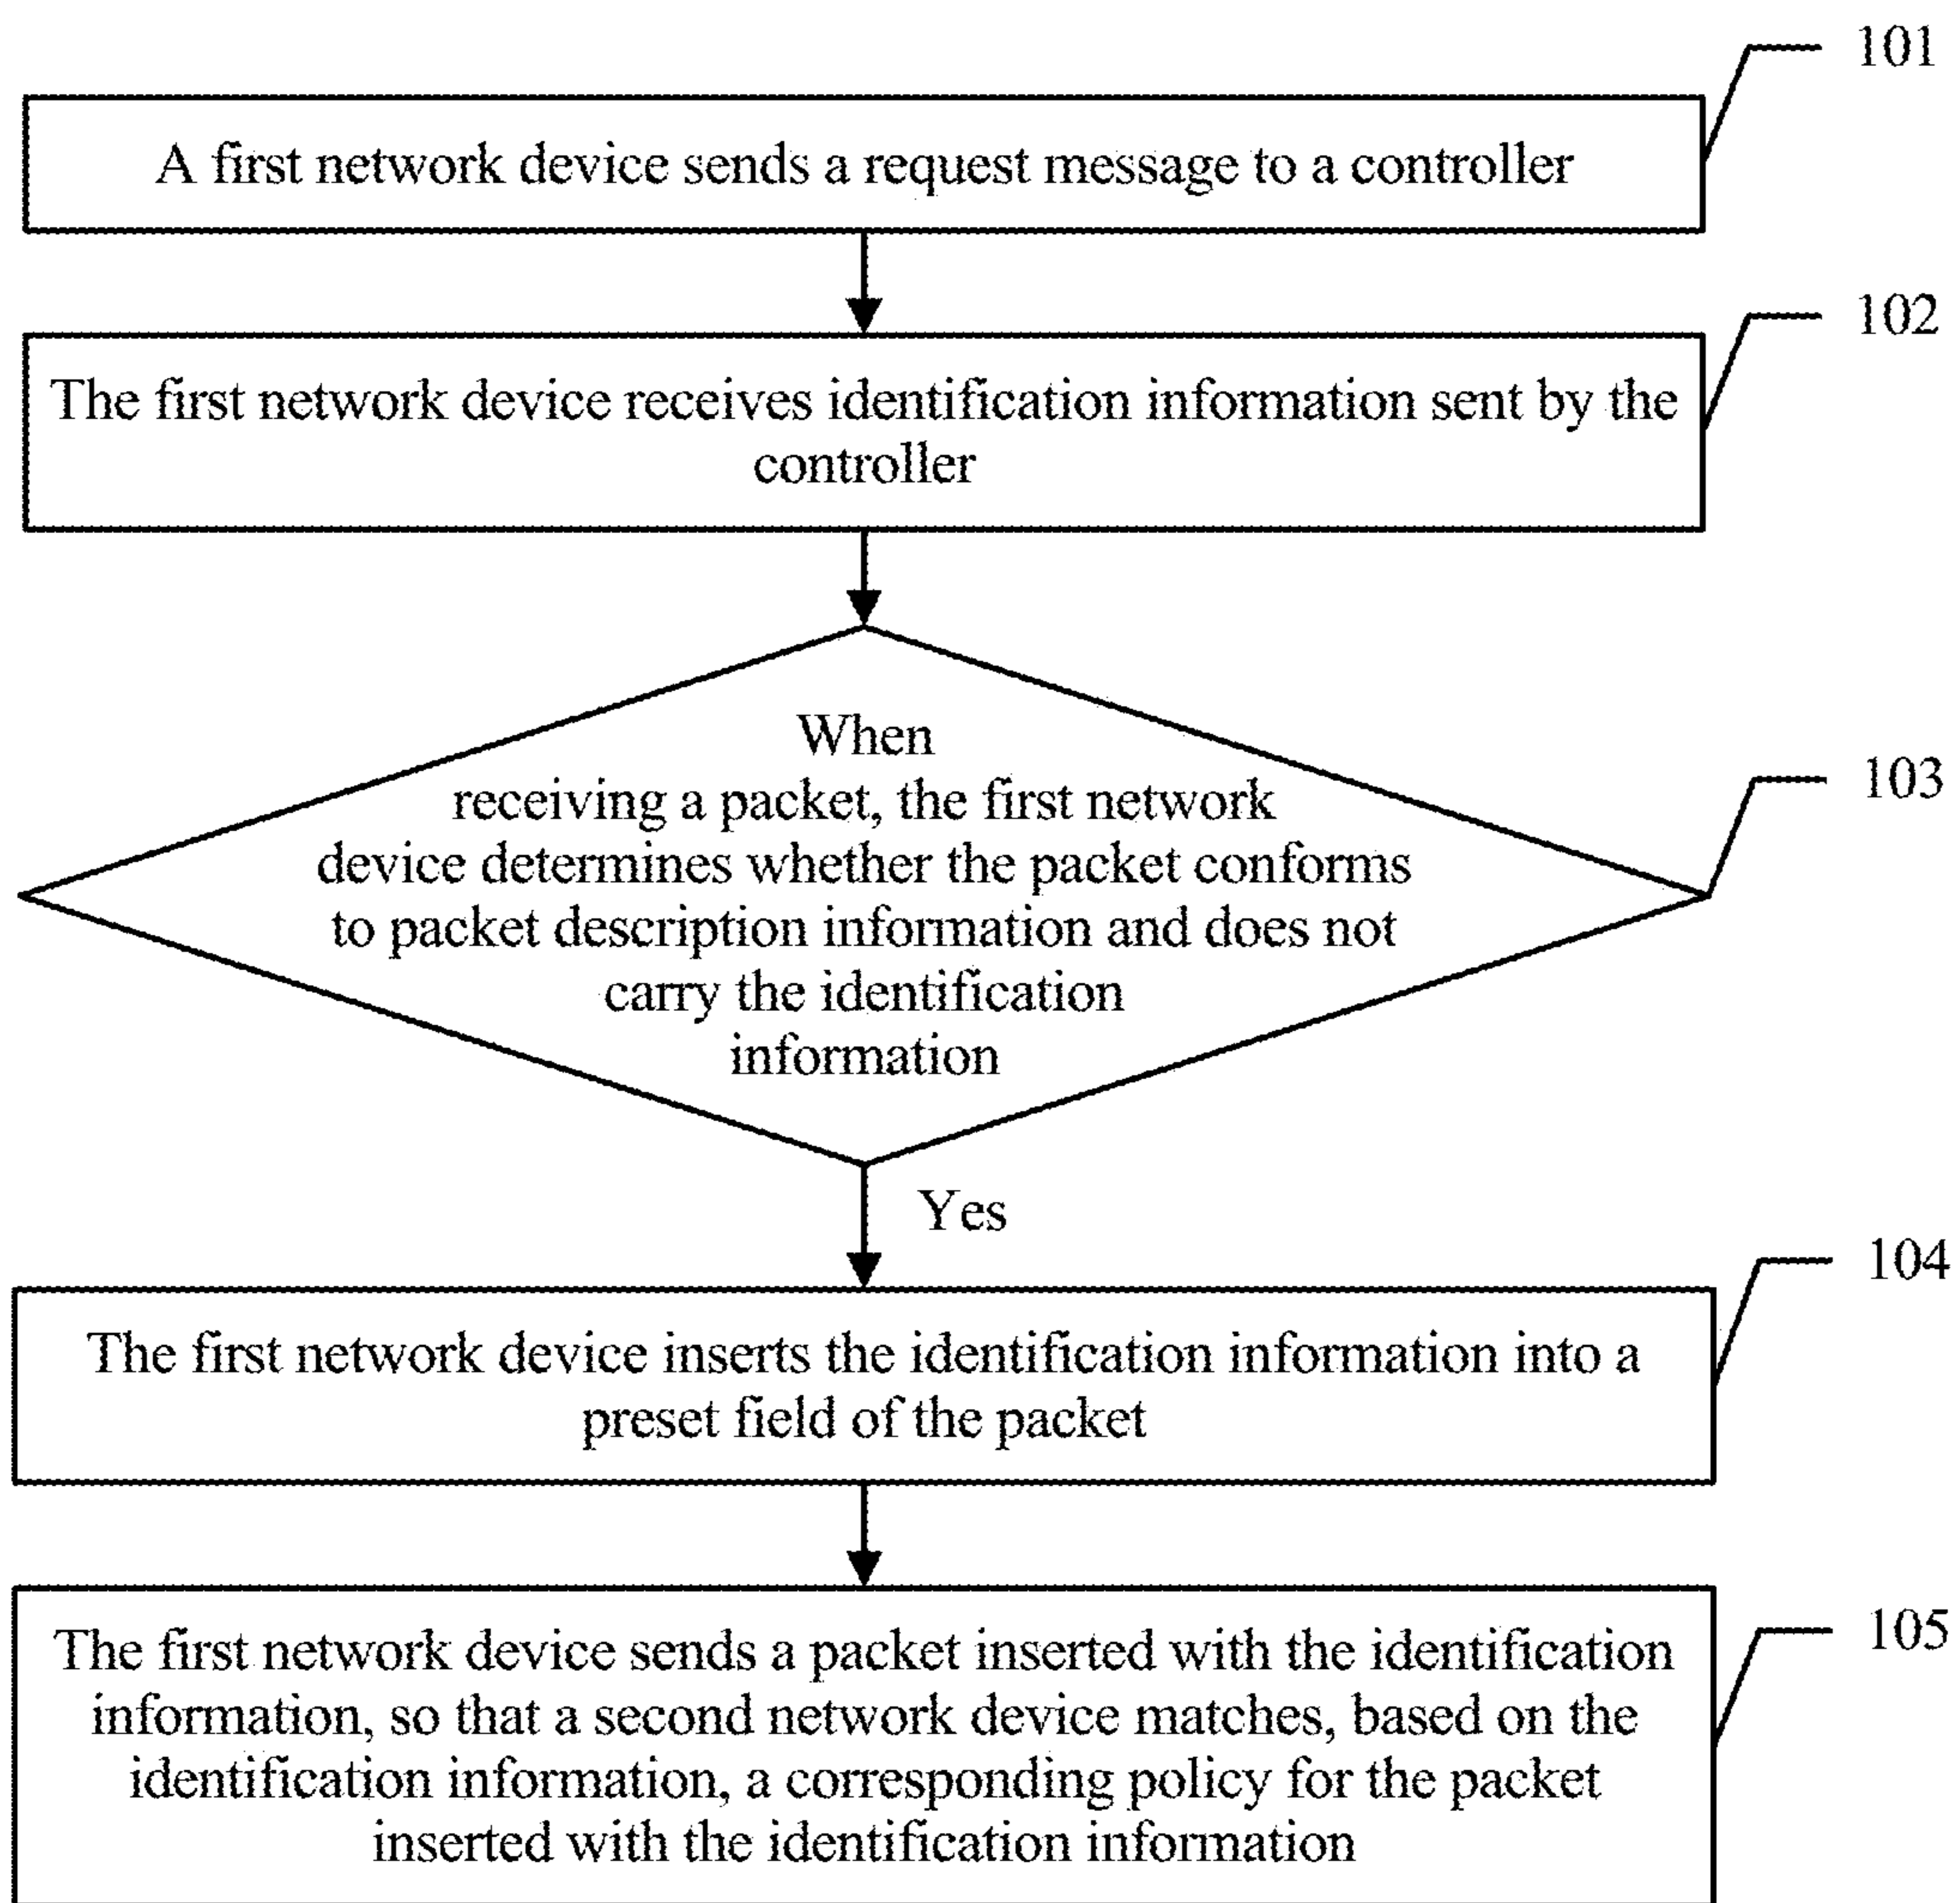 101
A first network device sends a request message to a controller
102
The first network device receives identification information sent by the
controller
When
receiving a packet, the first network
device determines whether the packet conforms
to packet description information and does not
carry the identification
information
103
Yes
104
The first network device inserts the identification information into a
preset field of the packet
105
The first network device sends a packet inserted with the identification
information, so that a second network device matches, based on the
identification information, a corresponding policy for the packet
inserted with the identification information